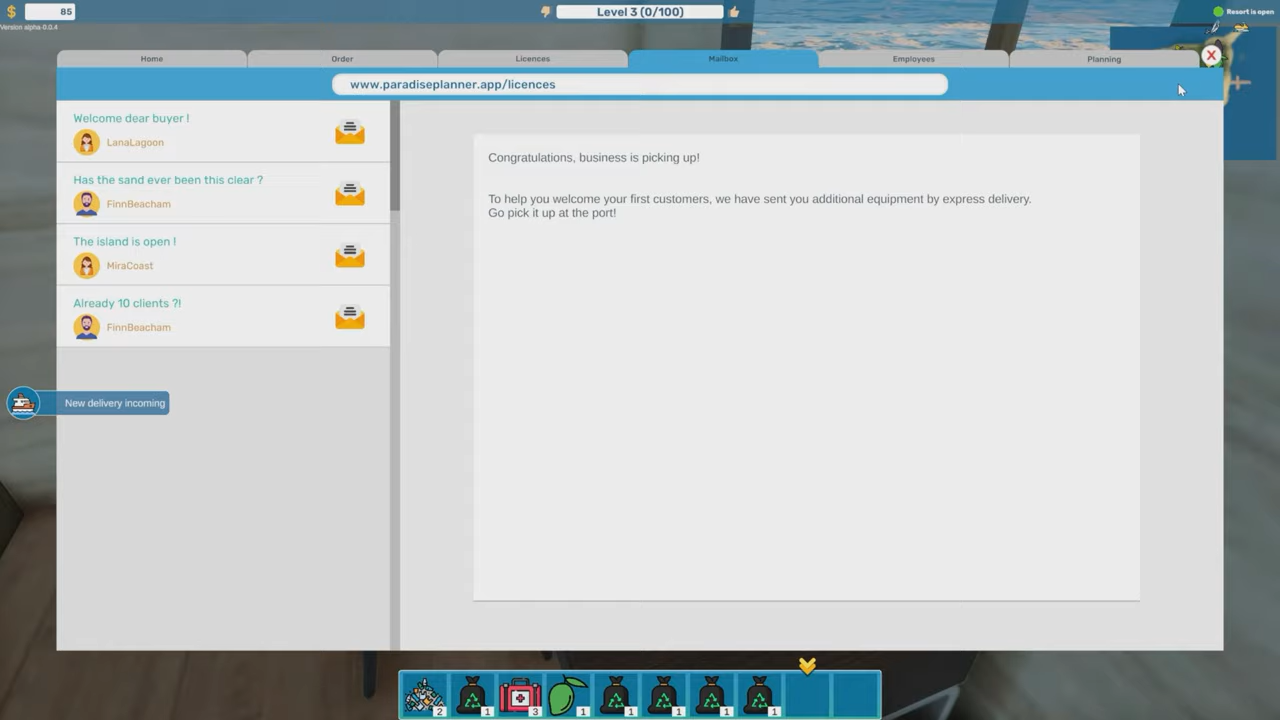 85
Level 3 (0/100)
Resort is open
Version alpha 0.0.4
Home
Order
Licences
Mailbox
Employees
Planning
X
www.paradiseplanner.app/licences
Welcome dear buyer !
LanaLagoon
Has the sand ever been this clear ?
FinnBeacham
The island is open !
MiraCoast
Already 10 clients ?!
FinnBeacham
Congratulations, business is picking up!
To help you welcome your first customers, we have sent you additional equipment by express delivery.
Go pick it up at the port!
New delivery incoming
2
1
3
1
1
1
1
1